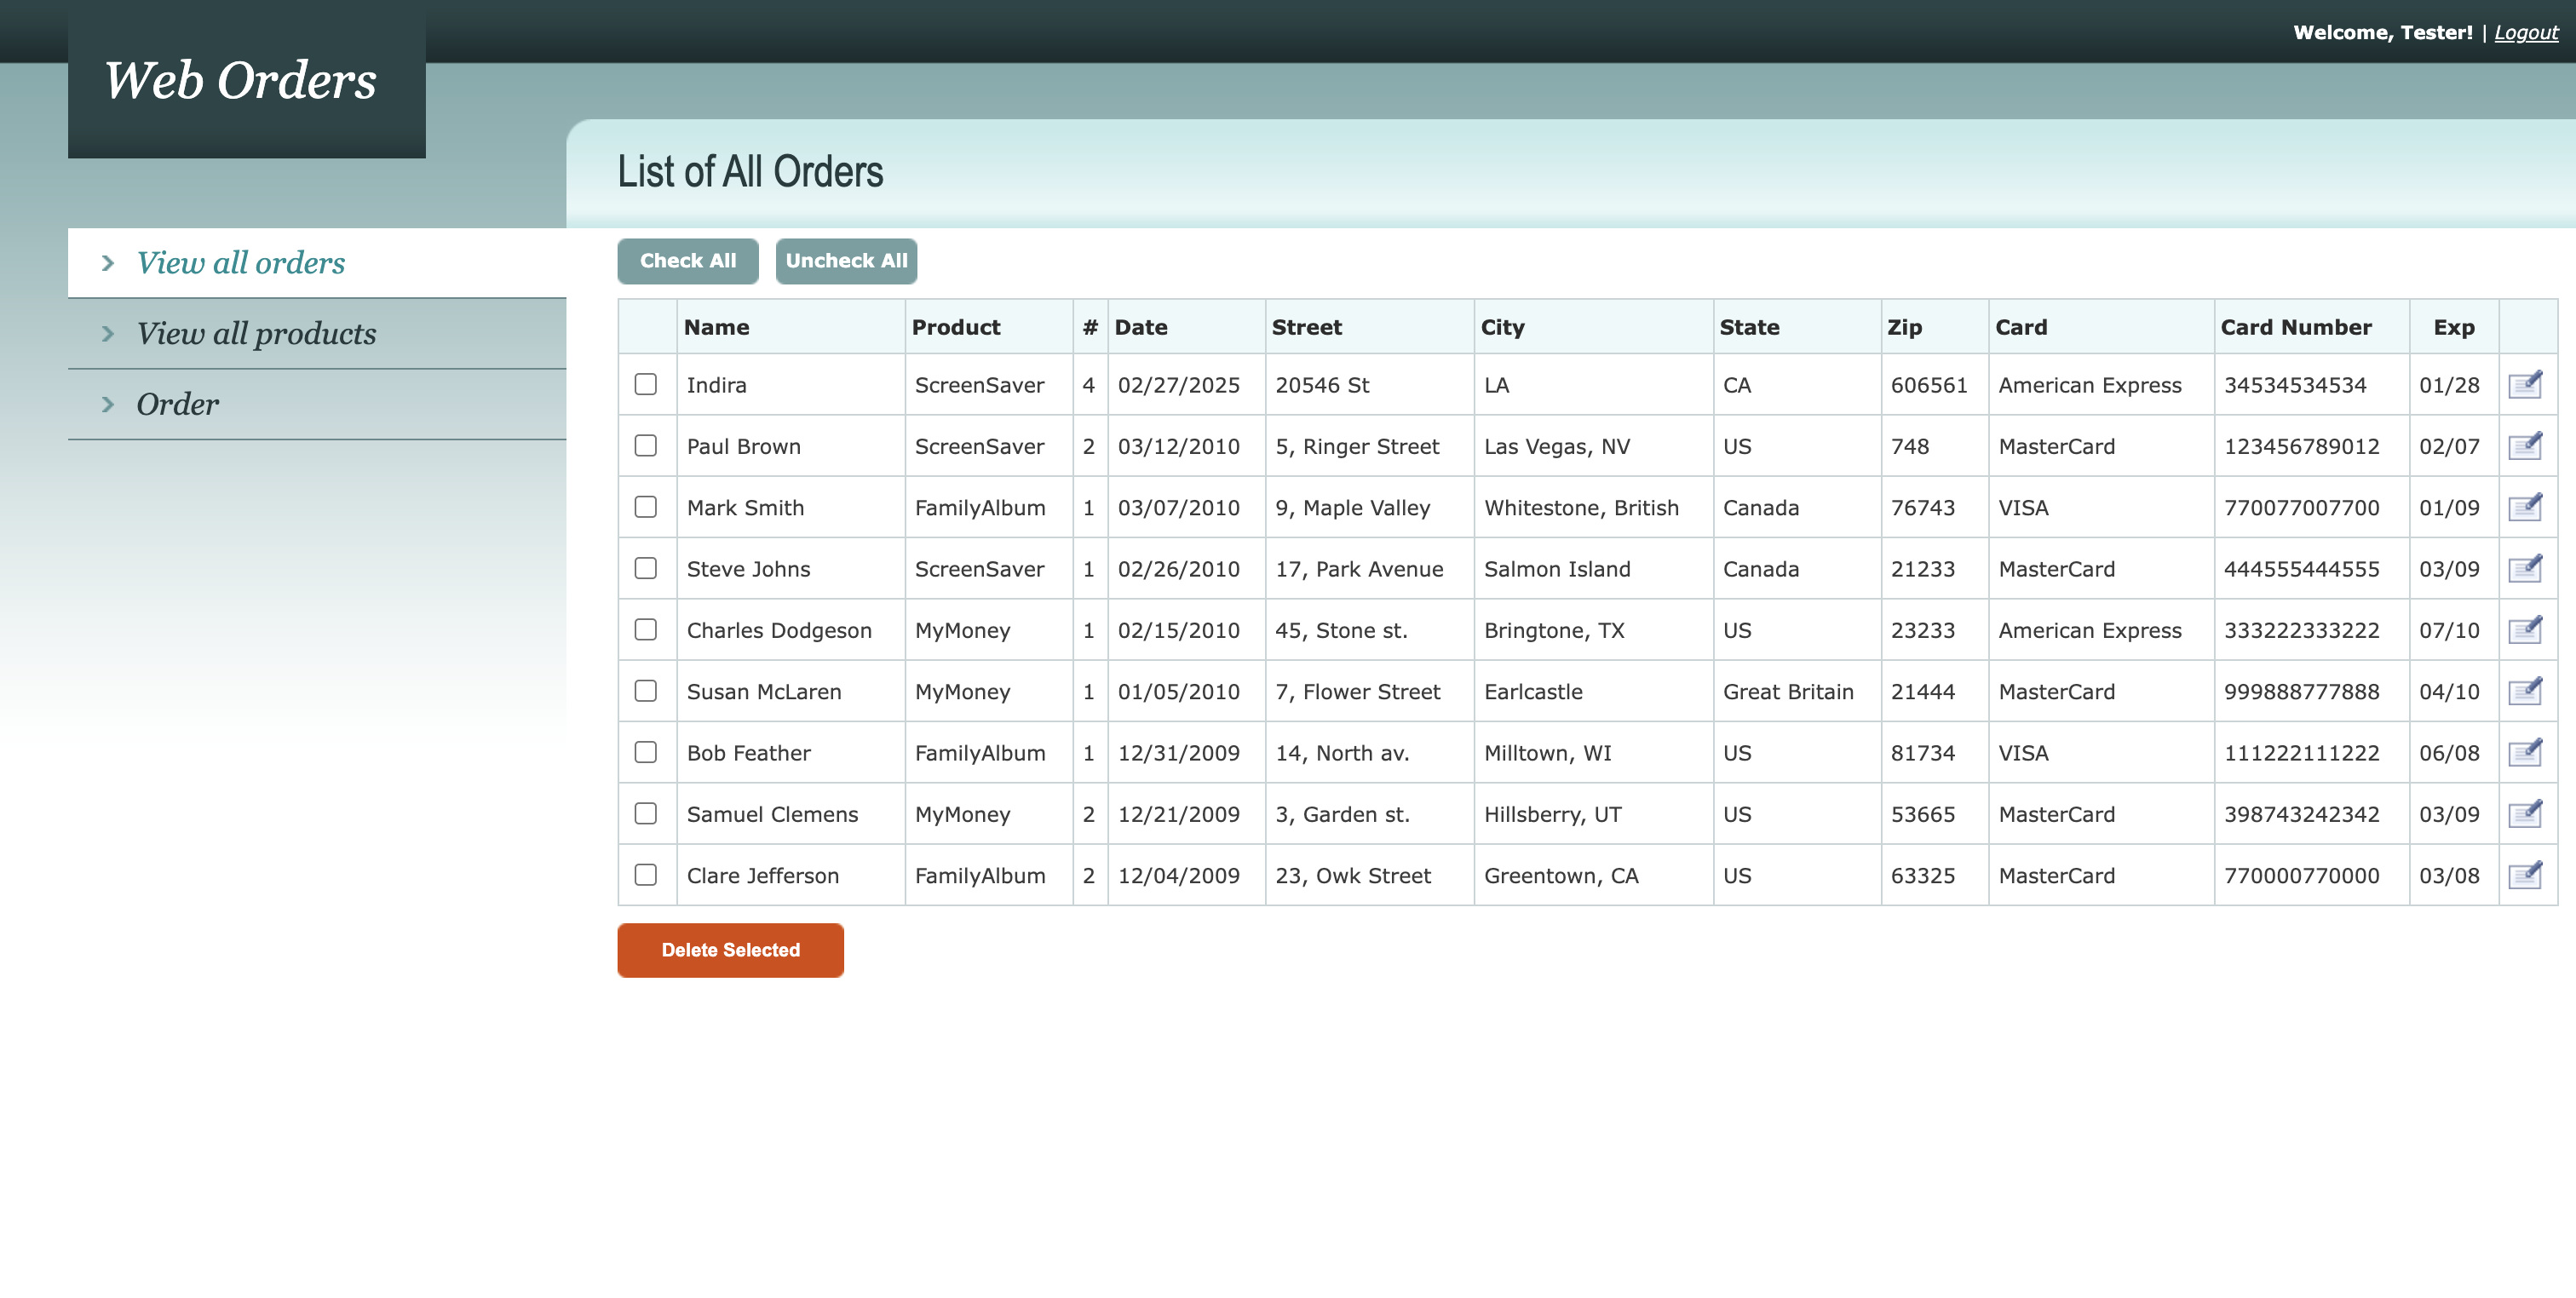 Welcome, Tester! | Logout
Web Orders
List of All Orders
View all orders
View all products
Order
Check All Uncheck All
Name Product # Date Street City State Zip Card Card Number Exp
Indira ScreenSaver 4 02/27/2025 20546 St LA CA 606561 American Express 34534534534 01/28
Paul Brown ScreenSaver 2 03/12/2010 5, Ringer Street Las Vegas, NV US 748 MasterCard 123456789012 02/07
Mark Smith FamilyAlbum 1 03/07/2010 9, Maple Valley Whitestone, British Canada 76743 VISA 770077007700 01/09
Steve Johns ScreenSaver 1 02/26/2010 17, Park Avenue Salmon Island Canada 21233 MasterCard 444555444555 03/09
Charles Dodgeson MyMoney 1 02/15/2010 45, Stone st. Bringtone, TX US 23233 American Express 333222333222 07/10
Susan McLaren MyMoney 1 01/05/2010 7, Flower Street Earlcastle Great Britain 21444 MasterCard 999888777888 04/10
Bob Feather FamilyAlbum 1 12/31/2009 14, North av. Milltown, WI US 81734 VISA 111222111222 06/08
Samuel Clemens MyMoney 2 12/21/2009 3, Garden st. Hillsberry, UT US 53665 MasterCard 398743242342 03/09
Clare Jefferson FamilyAlbum 2 12/04/2009 23, Owk Street Greentown, CA US 63325 MasterCard 770000770000 03/08
Delete Selected